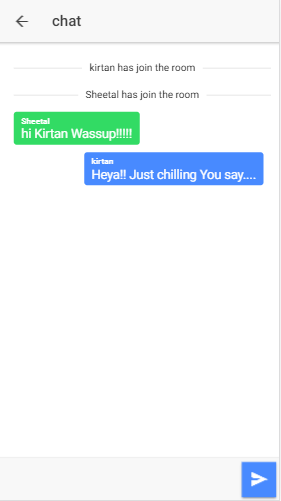 chat
kirtan has join the room
Sheetal has join the room
Sheetal
hi Kirtan Wassup!!!!!
kirtan
Heya!! Just chilling You say....